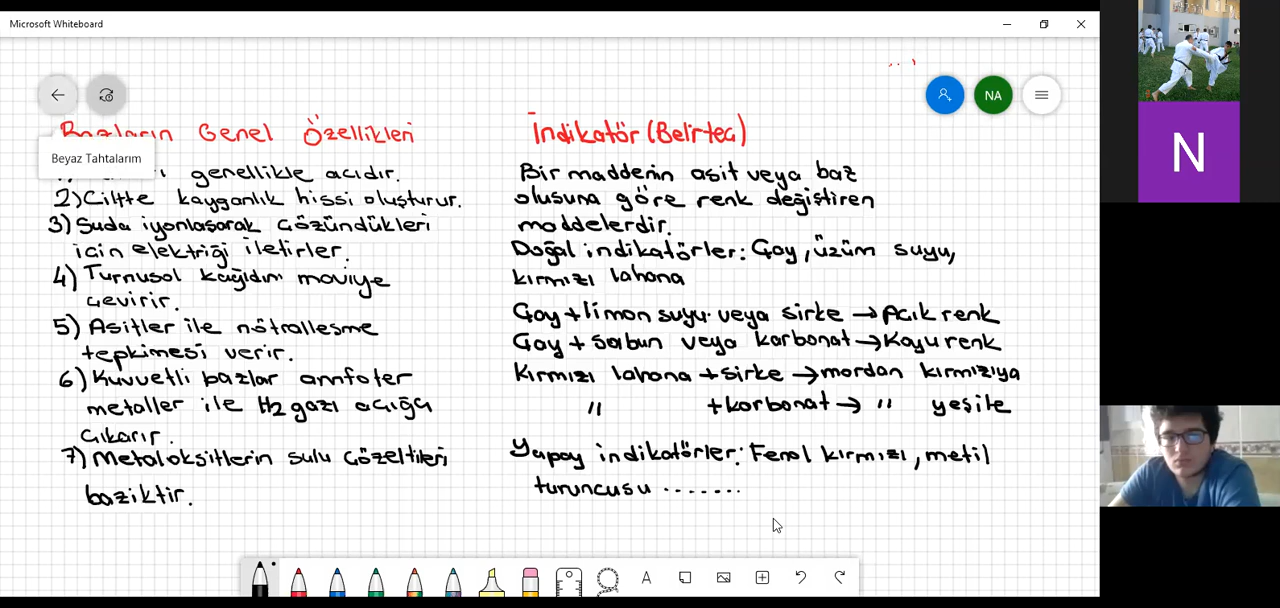 Microsoft Whiteboard
NA
Bazların Genel Özellikleri
Beyaz Tahtalarım
genellikle acıdır.
2) Ciltte kayganlık hissi oluşturur.
3) Suda iyonlaşarak çözündükleri
için elektriği iletirler.
4) Turnusol kağıdını maviye
çevirir.
5) Asitler ile nötralleşme
tepkimesi verir.
6) Kuvvetli bazlar amfoter
metaller ile H2 gazı açığa
çıkarır.
7) Metaloksitlerin sulu çözeltileri
baziktir.
İndikatör (Belirteç)
Bir maddenin asit veya baz
olusuna göre renk değiştiren
maddelerdir.
Doğal indikatörler: Çay, üzüm suyu,
kırmızı lahana
Çay + limon suyu veya sirke → Açık renk
Çay + sabun veya karbonat → Koyu renk
Kırmızı lahana + sirke → mordan kırmızıya
" + karbonat → " yeşile
Yapay indikatörler: Fenol kırmızı, metil
turuncusu .......
A
N